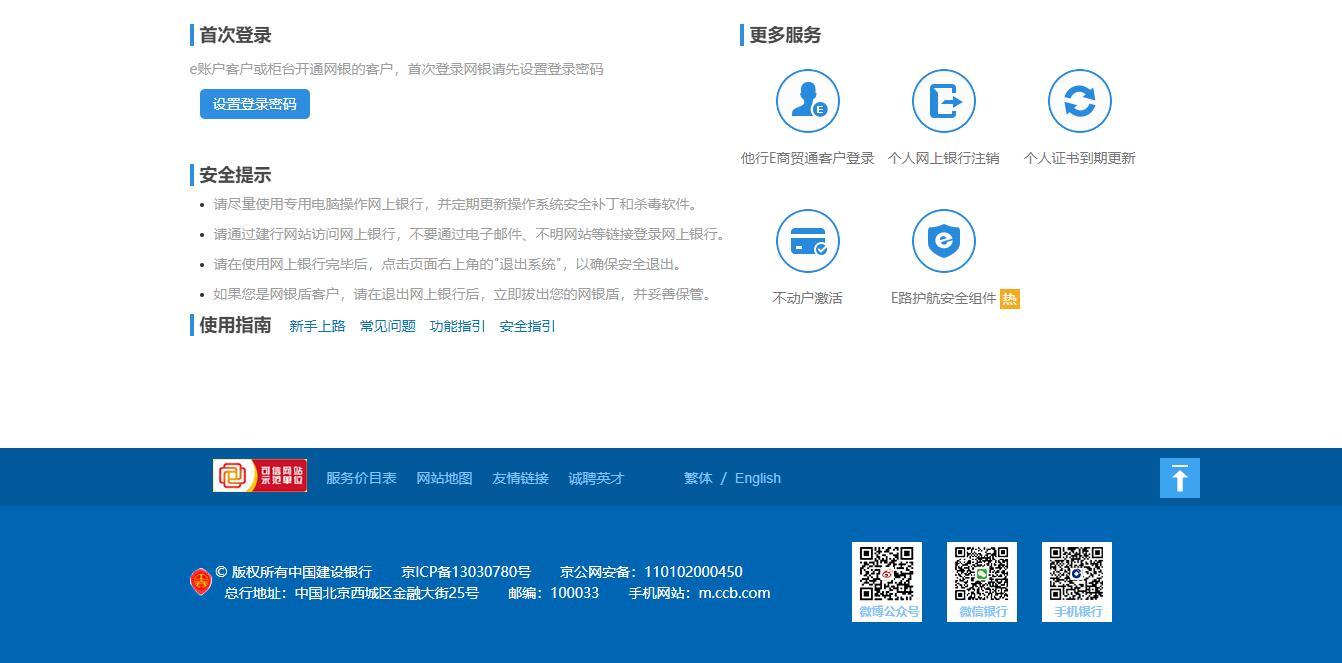 首次登录
e账户客户或柜台开通网银的客户，首次登录网银请先设置登录密码
设置登录密码
安全提示
请尽量使用专用电脑操作网上银行，并定期更新操作系统安全补丁和杀毒软件。
请通过建行网站访问网上银行，不要通过电子邮件、不明网站等链接登录网上银行。
请在使用网上银行完毕后，点击页面右上角的"退出系统"，以确保安全退出。
如果您是网银盾客户，请在退出网上银行后，立即拔出您的网银盾，并妥善保管。
使用指南 新手上路 常见问题 功能指引 安全指引
更多服务
E
他行E商贸通客户登录 个人网上银行注销 个人证书到期更新
e
不动户激活 E路护航安全组件 热
可信网站
示范单位
服务价目表 网站地图 友情链接 诚聘英才 繁体 / English
© 版权所有中国建设银行 京ICP备13030780号 京公网安备：110102000450
总行地址：中国北京西城区金融大街25号 邮编：100033 手机网站：m.ccb.com
微博公众号 微信银行 手机银行